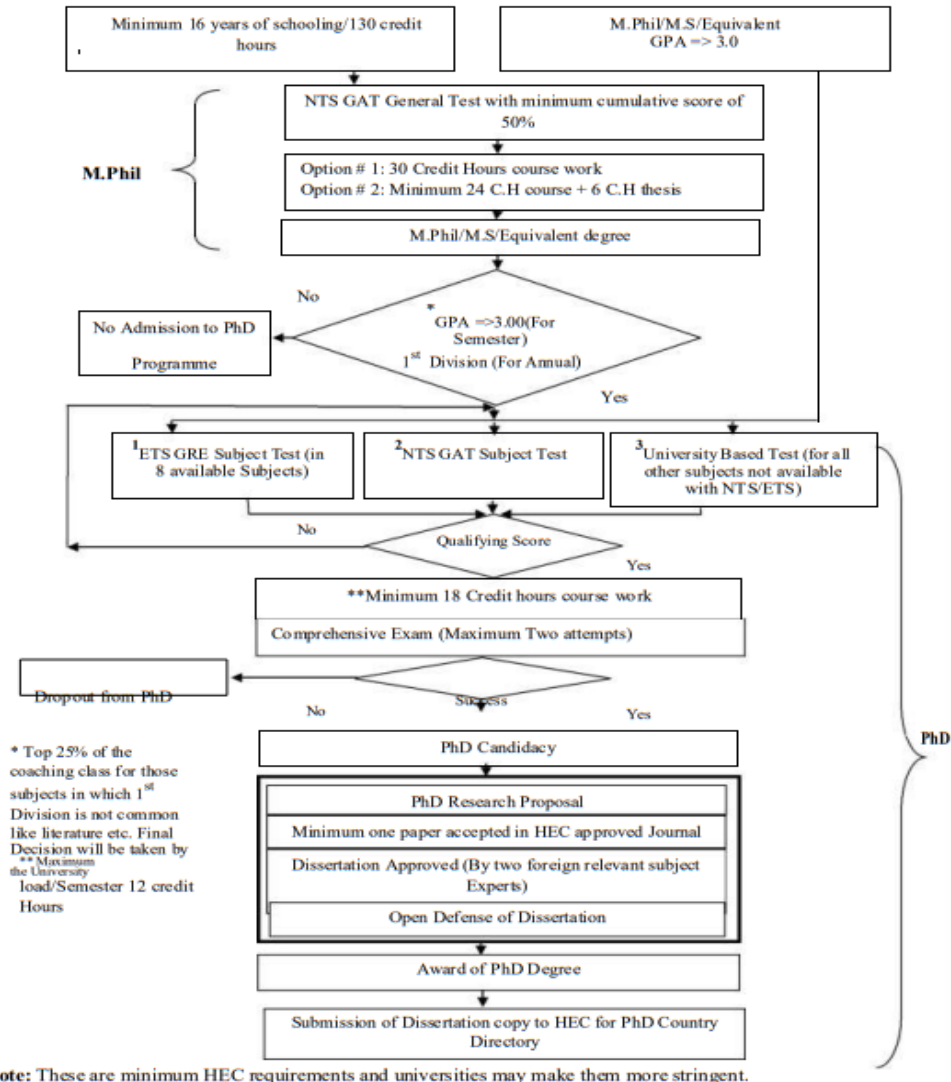 Minimum 16 years of schooling/130 credit
hours
M.Phil/M.S/Equivalent
GPA => 3.0
NTS GAT General Test with minimum cumulative score of
50%
M.Phil
Option # 1: 30 Credit Hours course work
Option # 2: Minimum 24 C.H course + 6 C.H thesis
M.Phil/M.S/Equivalent degree
No
*
GPA =>3.00(For
Semester)
1st Division (For Annual)
No Admission to PhD
Programme
Yes
1ETS GRE Subject Test (in
8 available Subjects)
2NTS GAT Subject Test
3University Based Test (for all
other subjects not available
with NTS/ETS)
No
Qualifying Score
Yes
**Minimum 18 Credit hours course work
Comprehensive Exam (Maximum Two attempts)
Dropout from PhD
Success
No
Yes
PhD Candidacy
PhD
* Top 25% of the
coaching class for those
subjects in which 1st
Division is not common
like literature etc. Final
Decision will be taken by
** Maximum
the University
load/Semester 12 credit
Hours
PhD Research Proposal
Minimum one paper accepted in HEC approved Journal
Dissertation Approved (By two foreign relevant subject
Experts)
Open Defense of Dissertation
Award of PhD Degree
Submission of Dissertation copy to HEC for PhD Country
Directory
ote: These are minimum HEC requirements and universities may make them more stringent.